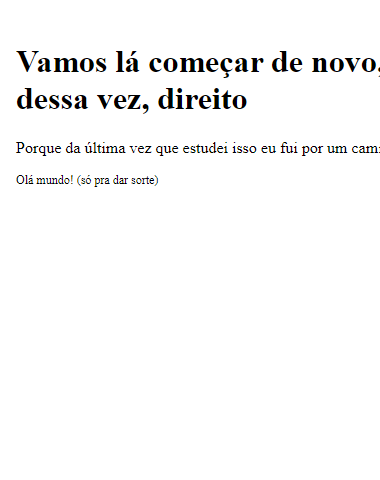 Vamos lá começar de novo,
dessa vez, direito
Porque da última vez que estudei isso eu fui por um
Olá mundo! (só pra dar sorte)